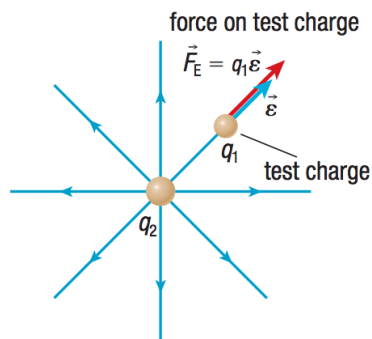 force on test charge
F⃗E = q₁ε⃗
ε⃗
q₁
test charge
q₂